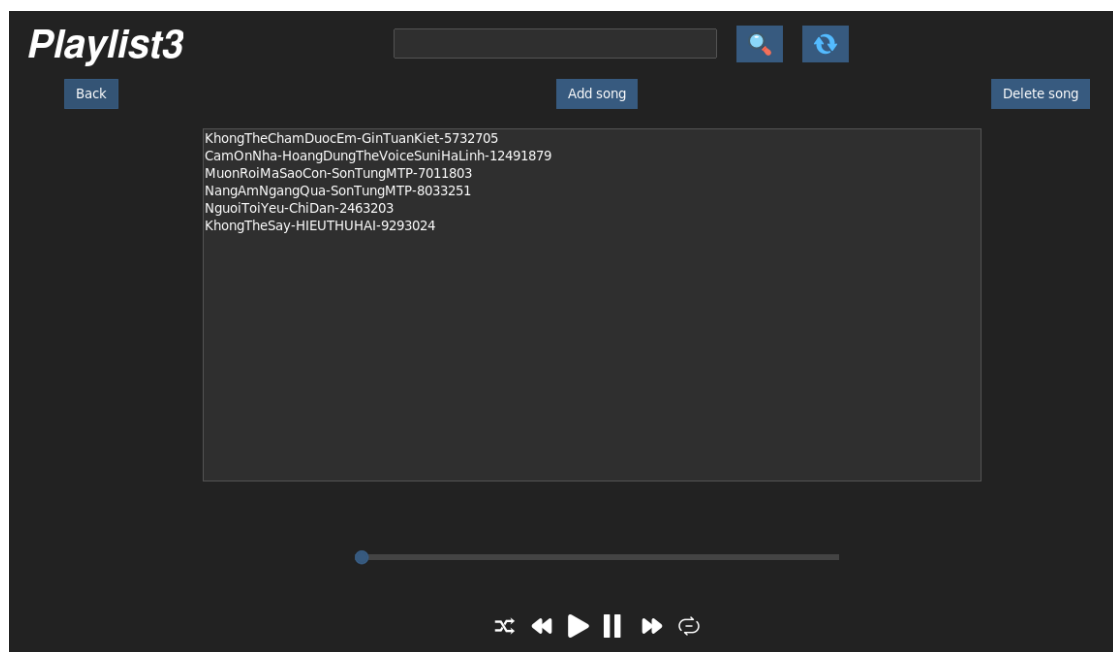 Playlist3
Back
Add song
Delete song
KhongTheChamDuocEm-GinTuanKiet-5732705
CamOnNha-HoangDungTheVoiceSuniHaLinh-12491879
MuonRoiMaSaoCon-SonTungMTP-7011803
NangAmNgangQua-SonTungMTP-8033251
NguoiToiYeu-ChiDan-2463203
KhongTheSay-HIEUTHUHAI-9293024